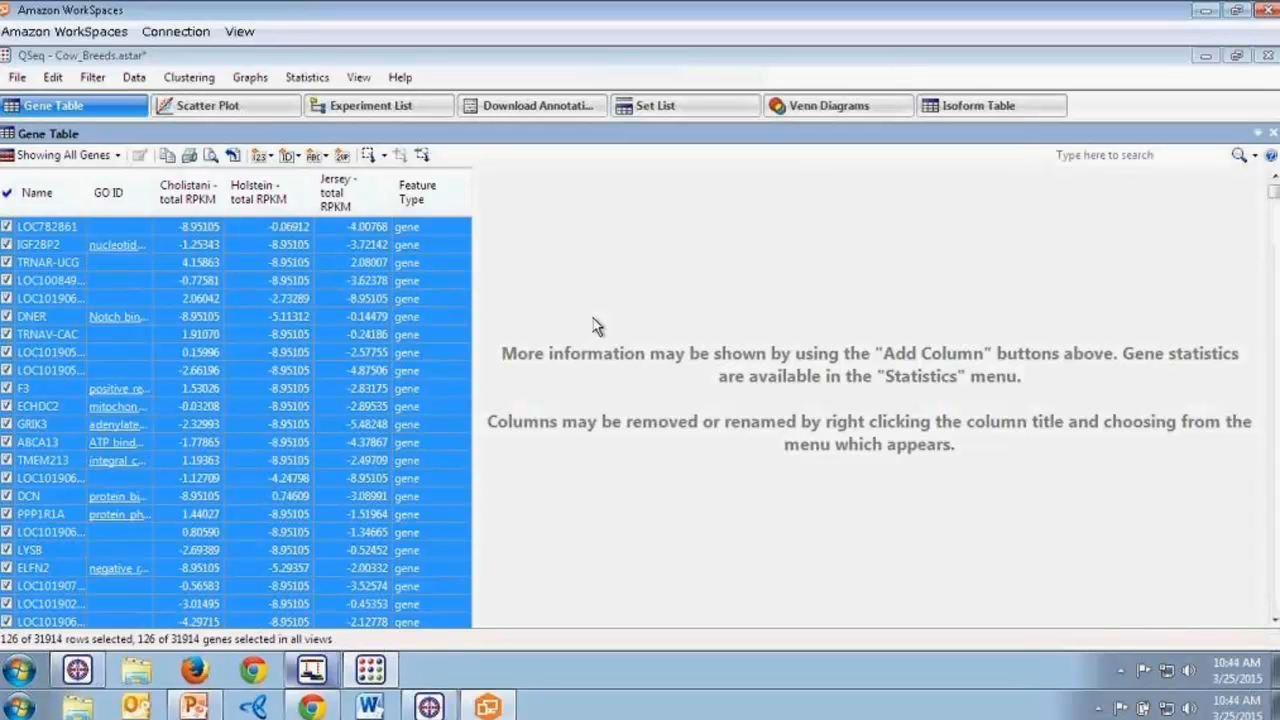 Amazon WorkSpaces
Amazon WorkSpaces Connection View
QSeq - Cow_Breeds.astar*
File Edit Filter Data Clustering Graphs Statistics View Help
Gene Table Scatter Plot Experiment List Download Annotati... Set List Venn Diagrams Isoform Table
Gene Table
Showing All Genes Type here to search
Name GO ID Cholistani - total RPKM Holstein - total RPKM Jersey - total RPKM Feature Type
LOC782861 -8.95105 -0.06912 -4.00768 gene
IGF2BP2 nucleotid... -1.25343 -8.95105 -3.72142 gene
TRNAR-UCG 4.15863 -8.95105 2.08007 gene
LOC100849... -0.77581 -8.95105 -3.62378 gene
LOC101906... 2.06042 -2.73289 -8.95105 gene
DNER Notch bin... -8.95105 -5.11312 -0.14479 gene
TRNAV-CAC 1.91070 -8.95105 -0.24186 gene
LOC101905... 0.15996 -8.95105 -2.57755 gene
LOC101905... -2.66196 -8.95105 -4.87506 gene
F3 positive re... 1.53026 -8.95105 -2.83175 gene
ECHDC2 mitochon... -0.03208 -8.95105 -2.89535 gene
GRIK3 adenylate... -2.32993 -8.95105 -5.48248 gene
ABCA13 ATP bind... -1.77865 -8.95105 -4.37867 gene
TMEM213 integral c... 1.19363 -8.95105 -2.49709 gene
LOC101906... -1.12709 -4.24798 -8.95105 gene
DCN protein bi... -8.95105 0.74609 -3.08991 gene
PPP1R1A protein ph... 1.44027 -8.95105 -1.51964 gene
LOC101906... 0.80590 -8.95105 -1.34665 gene
LYSB -2.69389 -8.95105 -0.52452 gene
ELFN2 negative r... -8.95105 -5.29357 -2.00332 gene
LOC101907... -0.56583 -8.95105 -3.52574 gene
LOC101902... -3.01495 -8.95105 -0.45353 gene
LOC101906... -4.29715 -8.95105 -2.12778 gene
More information may be shown by using the "Add Column" buttons above. Gene statistics
are available in the "Statistics" menu.
Columns may be removed or renamed by right clicking the column title and choosing from the
menu which appears.
126 of 31914 rows selected, 126 of 31914 genes selected in all views
10:44 AM
3/25/2015
10:44 AM
3/25/2015